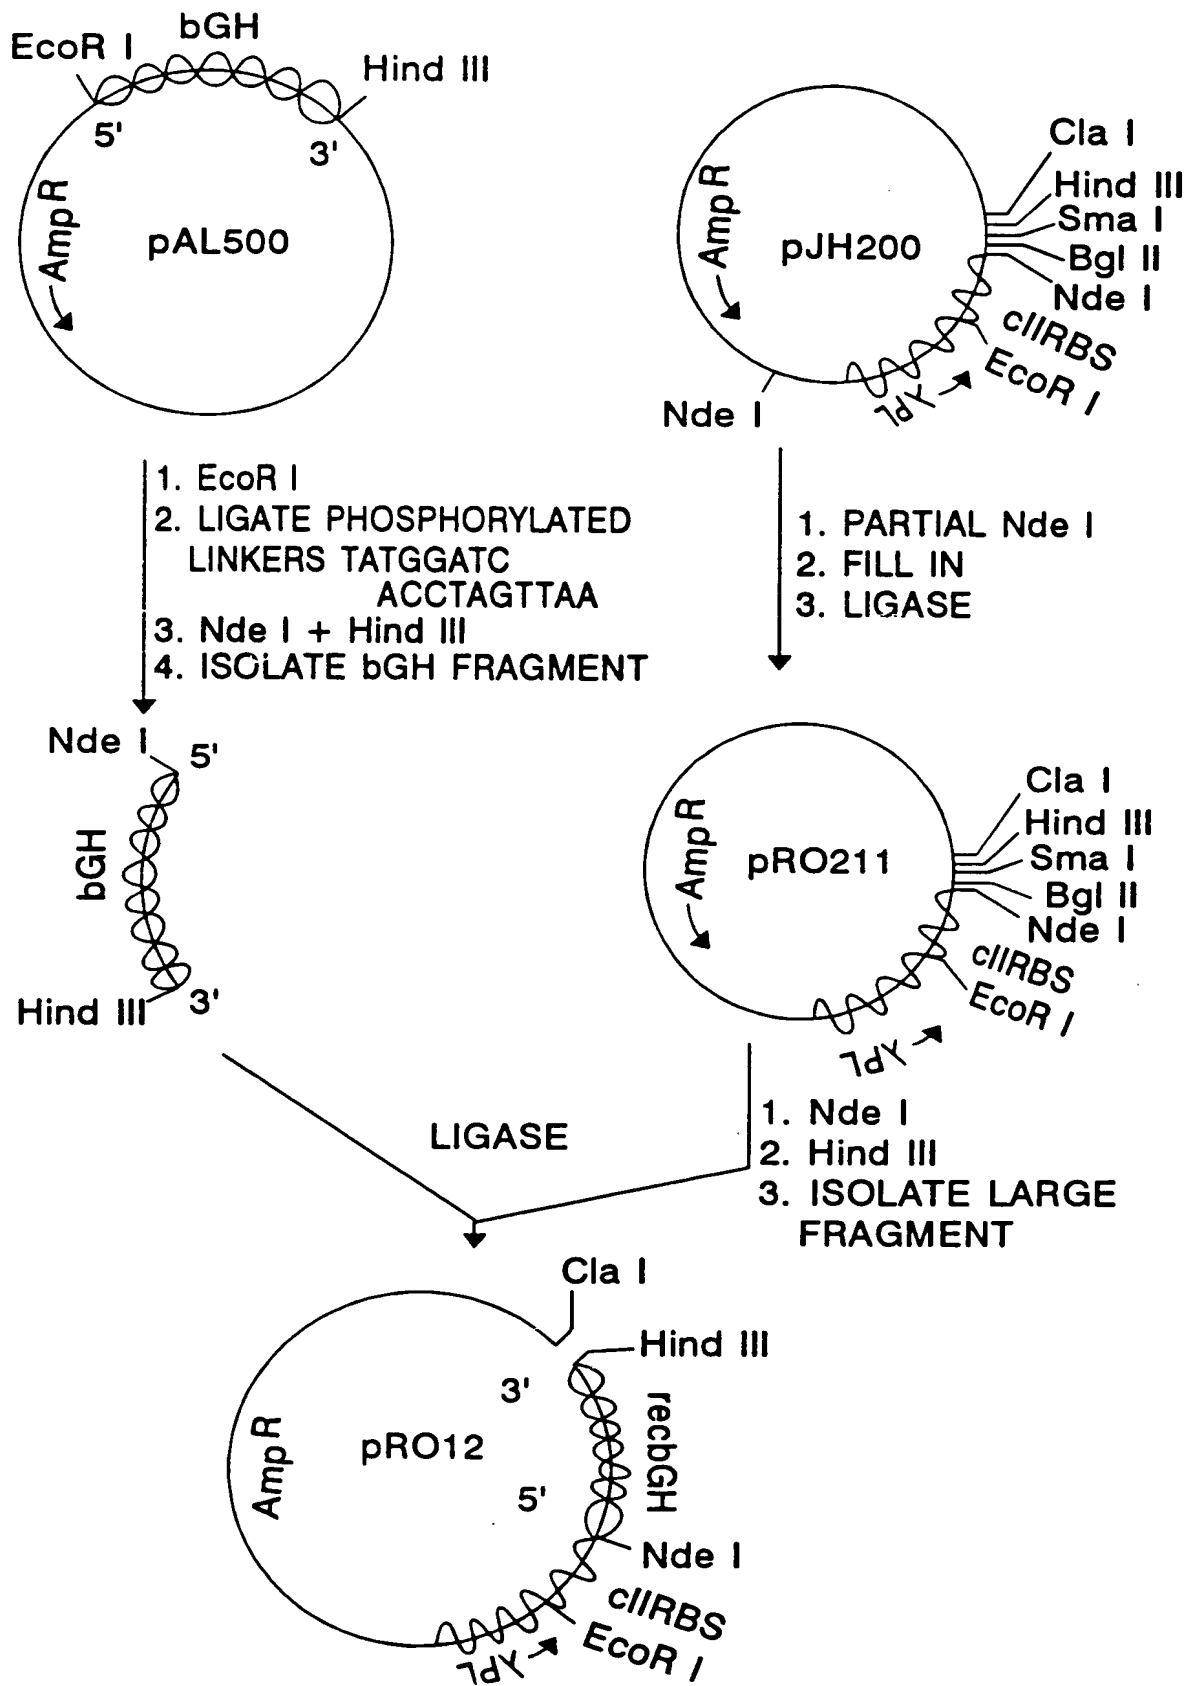 bGH
EcoR I
Hind III
5'
3'
AmpR
pAL500
Cla I
Hind III
Sma I
Bgl II
Nde I
cIIRBS
EcoR I
λPL
Nde I
AmpR
pJH200
1. EcoR I
2. LIGATE PHOSPHORYLATED
LINKERS TATGGATC
ACCTAGTTAA
3. Nde I + Hind III
4. ISOLATE bGH FRAGMENT
1. PARTIAL Nde I
2. FILL IN
3. LIGASE
Nde I
5'
bGH
Hind III
3'
AmpR
pRO211
Cla I
Hind III
Sma I
Bgl II
Nde I
cIIRBS
EcoR I
λPL
LIGASE
1. Nde I
2. Hind III
3. ISOLATE LARGE
FRAGMENT
Cla I
Hind III
3'
recbGH
AmpR
pRO12
5'
Nde I
cIIRBS
EcoR I
λPL